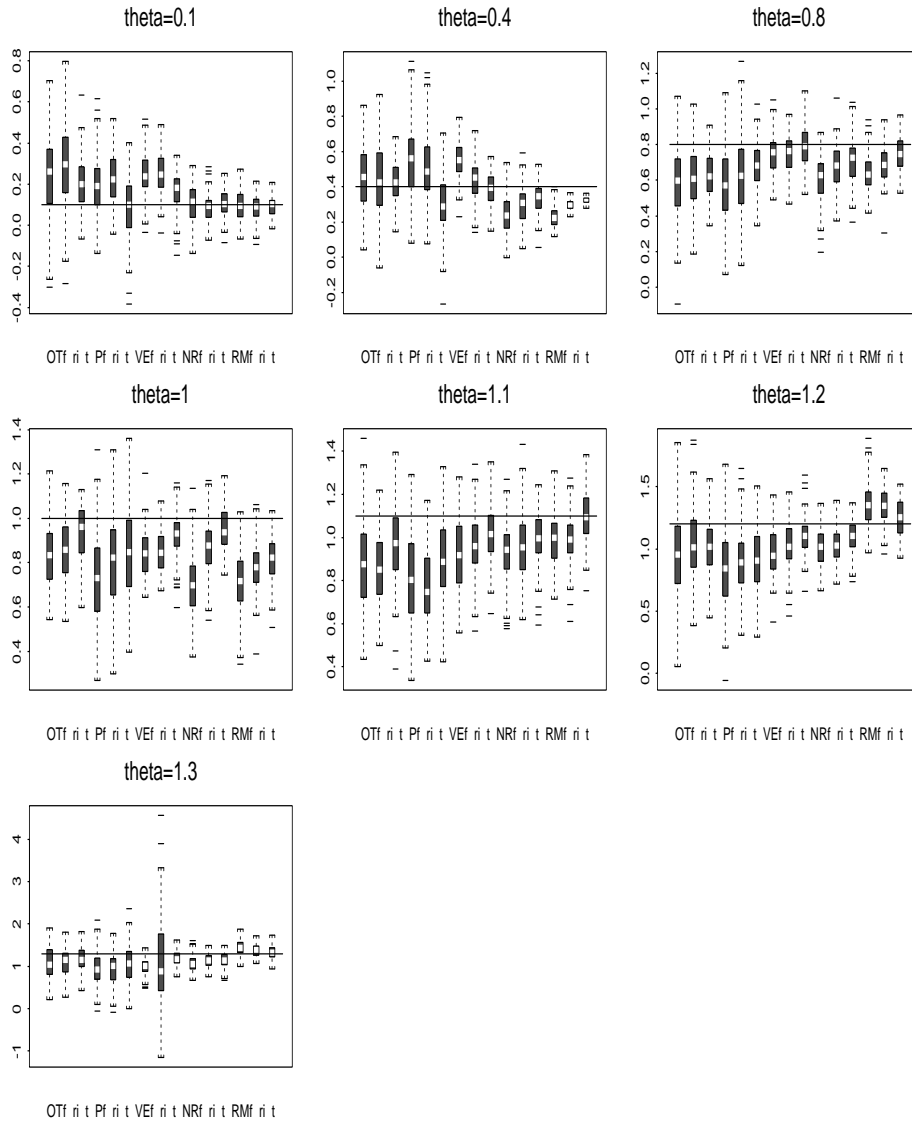 theta=0.1
theta=0.4
theta=0.8
-0.4 -0.2 0.0 0.2 0.4 0.6 0.8
-0.2 0.0 0.2 0.4 0.6 0.8 1.0
0.0 0.2 0.4 0.6 0.8 1.0 1.2
OTf ri t Pf ri t VEf ri t NRf ri t RMf ri t
OTf ri t Pf ri t VEf ri t NRf ri t RMf ri t
OTf ri t Pf ri t VEf ri t NRf ri t RMf ri t
theta=1
theta=1.1
theta=1.2
0.4 0.6 0.8 1.0 1.2 1.4
0.4 0.6 0.8 1.0 1.2 1.4
0.0 0.5 1.0 1.5
OTf ri t Pf ri t VEf ri t NRf ri t RMf ri t
OTf ri t Pf ri t VEf ri t NRf ri t RMf ri t
OTf ri t Pf ri t VEf ri t NRf ri t RMf ri t
theta=1.3
-1 0 1 2 3 4
OTf ri t Pf ri t VEf ri t NRf ri t RMf ri t